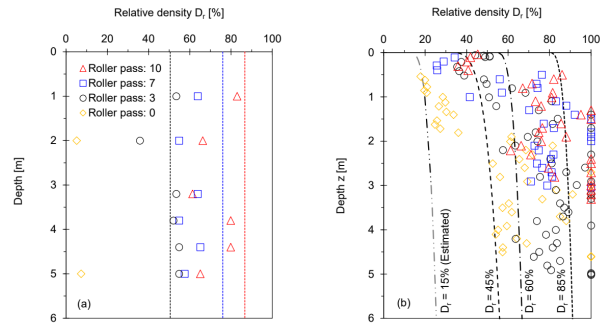 Relative density Dr [%]
0 20 40 60 80 100
0
1
2
3
4
5
6
Depth [m]
Roller pass: 10
Roller pass: 7
Roller pass: 3
Roller pass: 0
(a)
Relative density Dr [%]
0 20 40 60 80 100
0
1
2
3
4
5
6
Depth z [m]
Dr = 15% (Estimated)
Dr = 45%
Dr = 60%
Dr = 85%
(b)